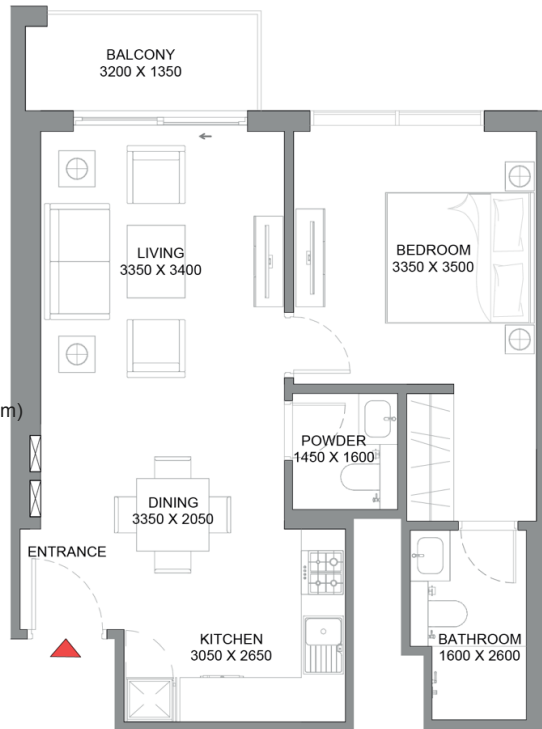 BALCONY
3200 X 1350
LIVING
3350 X 3400
BEDROOM
3350 X 3500
m)
POWDER
1450 X 1600
DINING
3350 X 2050
ENTRANCE
KITCHEN
3050 X 2650
BATHROOM
1600 X 2600